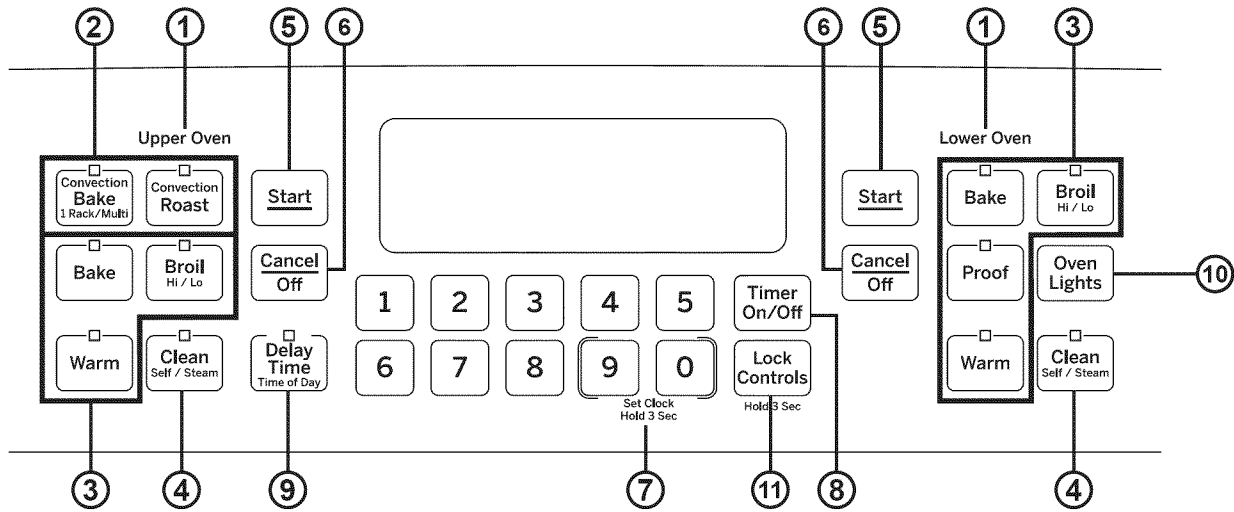 2
1
5
6
6
5
1
3
Upper Oven
Lower Oven
Convection
Bake
1 Rack/Multi
Convection
Roast
Start
Start
Bake
Broil
Hi / Lo
Bake
Broil
Hi / Lo
Cancel
Off
Cancel
Off
Proof
Oven
Lights
10
1
2
3
4
5
Timer
On/Off
Warm
Clean
Self / Steam
Delay
Time
Time of Day
6
7
8
9
0
Lock
Controls
Warm
Clean
Self / Steam
Set Clock
Hold 3 Sec
Hold 3 Sec
3
4
9
7
11
8
4